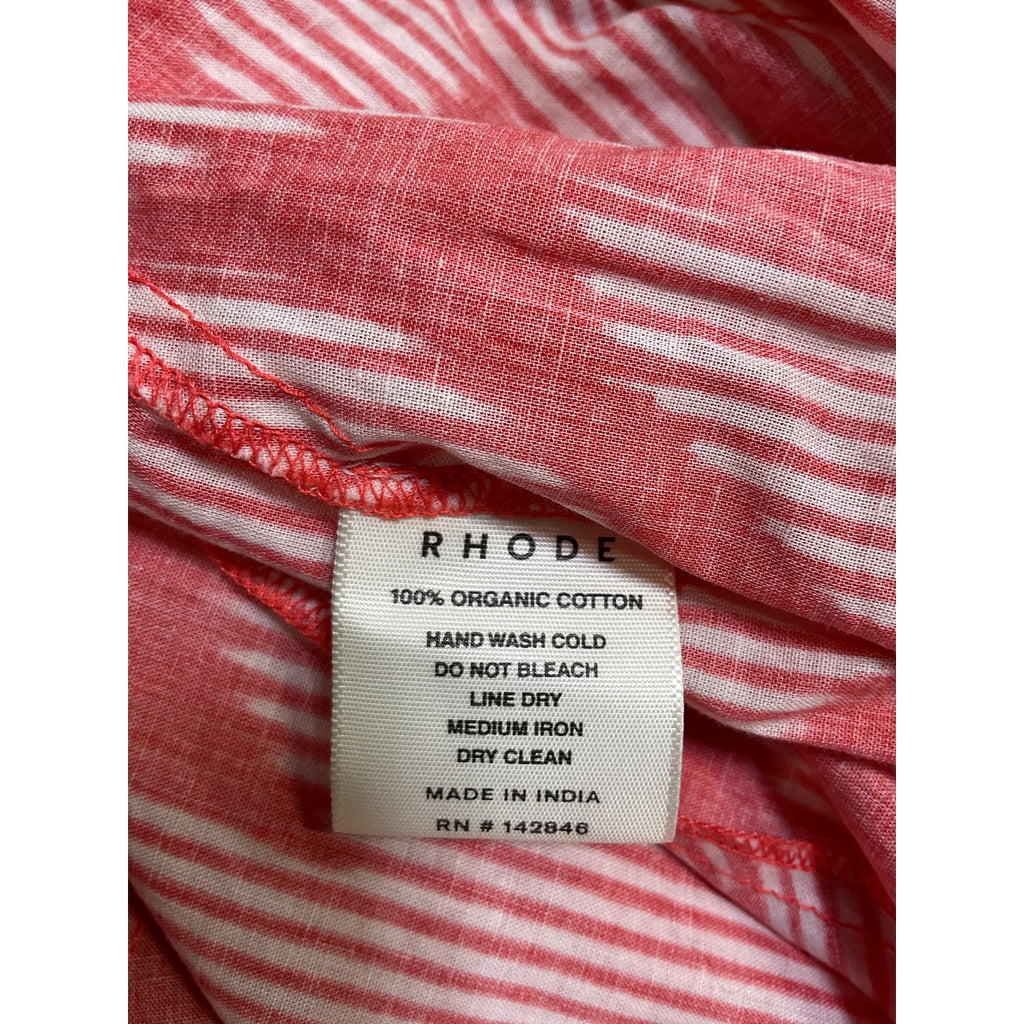 RHODE
100% ORGANIC COTTON
HAND WASH COLD
DO NOT BLEACH
LINE DRY
MEDIUM IRON
DRY CLEAN
MADE IN INDIA
RN # 142846